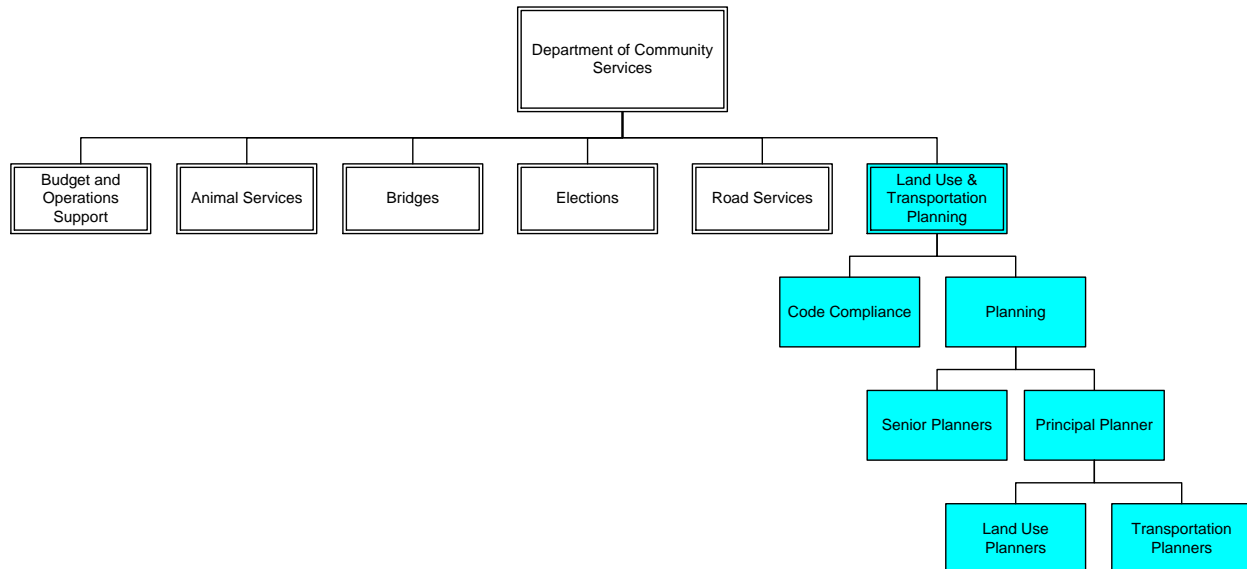 Department of Community
Services
Budget and
Operations
Support
Animal Services
Bridges
Elections
Road Services
Land Use &
Transportation
Planning
Code Compliance
Planning
Senior Planners
Principal Planner
Land Use
Planners
Transportation
Planners